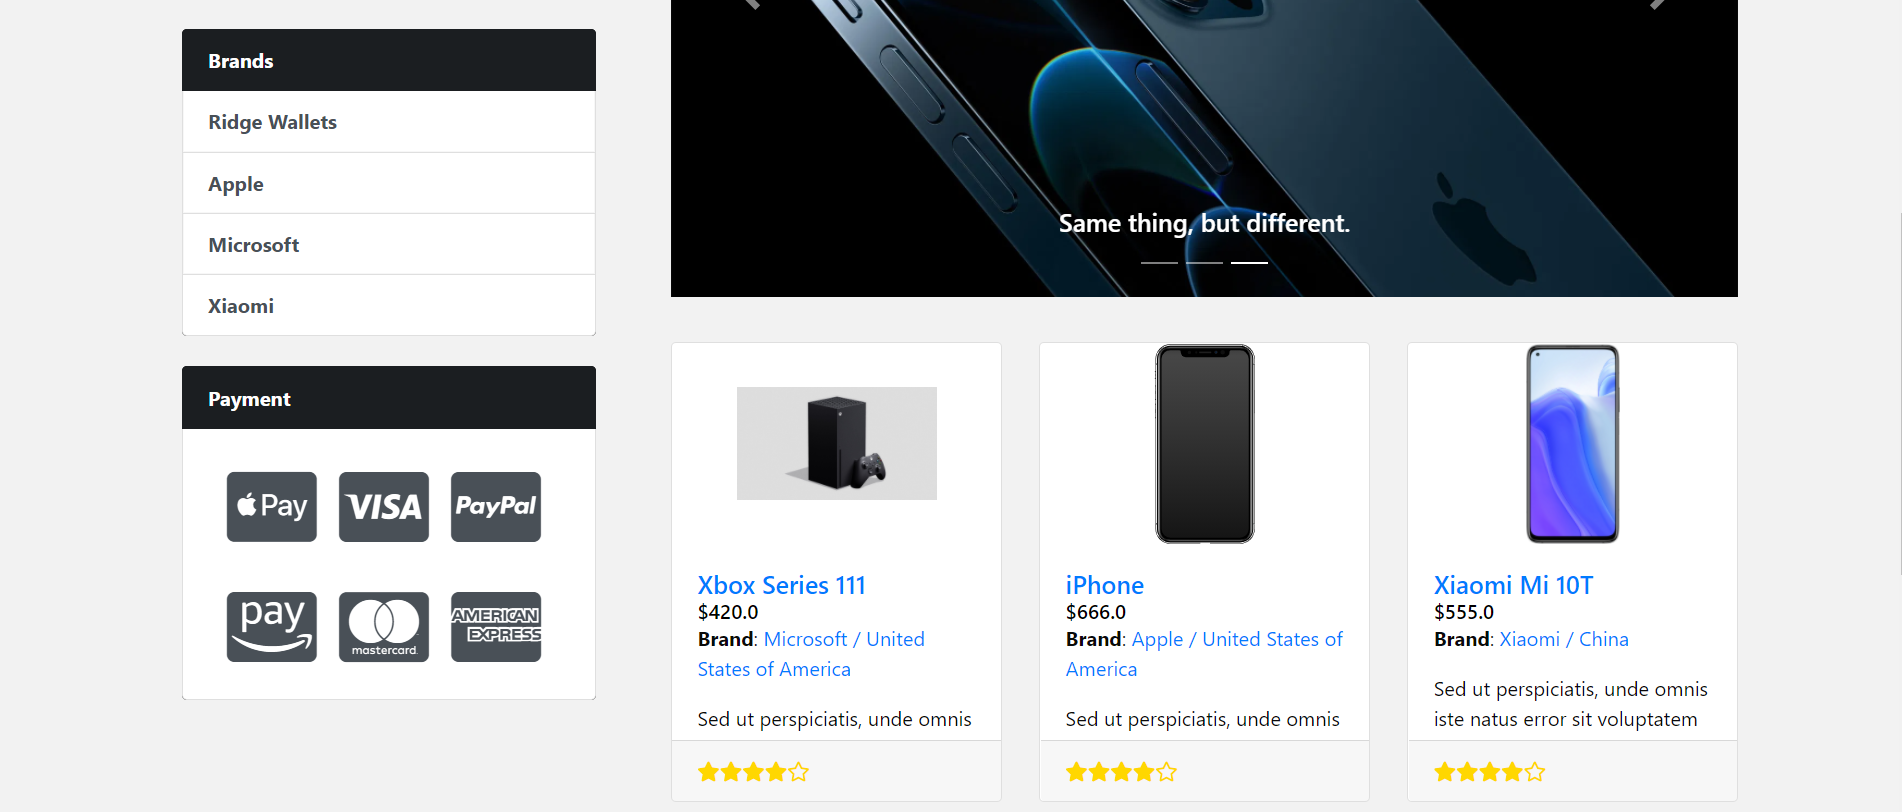 Brands
Ridge Wallets
Apple
Microsoft
Xiaomi
Payment
Pay
VISA
PayPal
pay
mastercard
AMERICAN
EXPRESS
Same thing, but different.
Xbox Series 111
$420.0
Brand: Microsoft / United
States of America
Sed ut perspiciatis, unde omnis
iPhone
$666.0
Brand: Apple / United States of
America
Sed ut perspiciatis, unde omnis
Xiaomi Mi 10T
$555.0
Brand: Xiaomi / China
Sed ut perspiciatis, unde omnis
iste natus error sit voluptatem